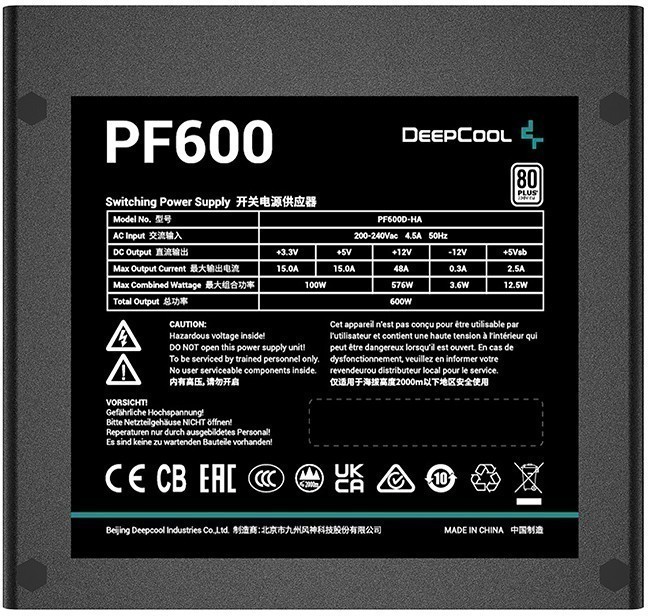 PF600
DEEPCOOL
80
PLUS
Switching Power Supply 开关电源供应器
Model No. 型号 PF600D-HA
AC Input 交流输入 200-240Vac 4.5A 50Hz
DC Output 直流输出 +3.3V +5V +12V -12V +5Vsb
Max Output Current 最大输出电流 15.0A 15.0A 48A 0.3A 2.5A
Max Combined Wattage 最大组合功率 100W 576W 3.6W 12.5W
Total Output 总功率 600W
CAUTION:
Hazardous voltage inside!
DO NOT open this power supply unit!
To be serviced by trained personnel only.
No user serviceable components inside.
内有高压,请勿开启
Cet appareil n'est pas conçu pour être utilisable par
l'utilisateur et contient une haute tension à l'intérieur qui
peut être dangereux lorsqu'il est ouvert. En cas de
dysfonctionnement, veuillez en informer votre
revendeurou distributeur local pour le service.
仅适用于海拔高度2000m以下地区安全使用
VORSICHT!
Gefährliche Hochspannung!
Bitte Netzteilgehäuse NICHT öffnen!
Reperaturen nur durch ausgebildetes Personal!
Es sind keine zu wartenden Bauteile vorhanden!
CE CB EAC CCC 2000m UK CA 10
Beijing Deepcool Industries Co.,Ltd. 制造商:北京市九州风神科技股份有限公司
MADE IN CHINA 中国制造